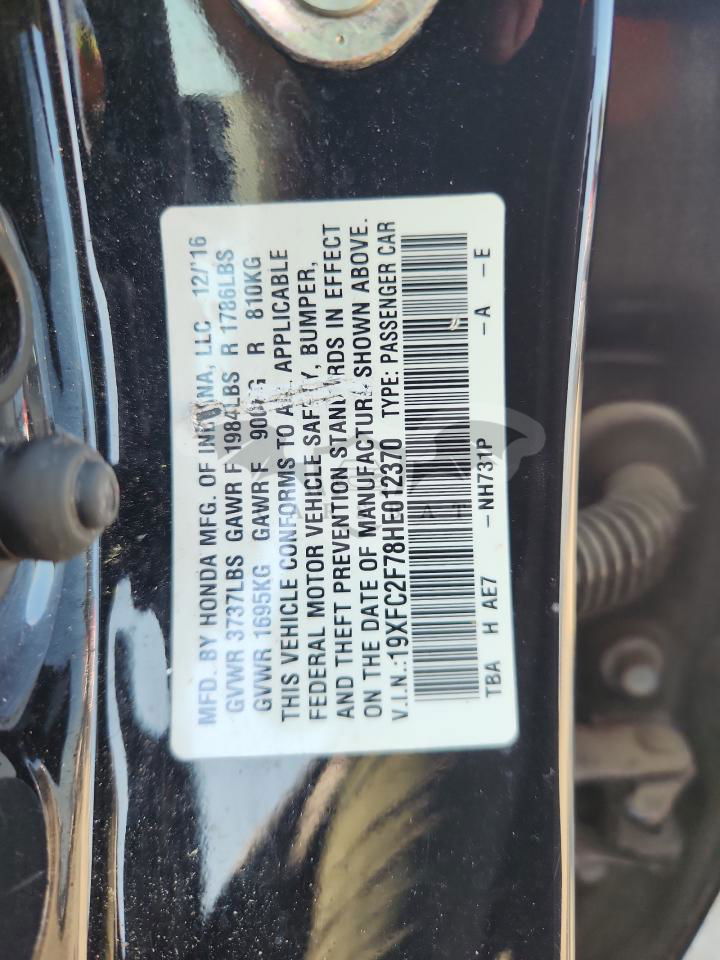 MFD. BY HONDA MFG. OF INDIANA, LLC 12/'16
GVWR 3737LBS GAWR F 1984LBS R 1786LBS
GVWR 1695KG GAWR F 900KG R 810KG
THIS VEHICLE CONFORMS TO ALL APPLICABLE
FEDERAL MOTOR VEHICLE SAFETY, BUMPER,
AND THEFT PREVENTION STANDARDS IN EFFECT
ON THE DATE OF MANUFACTURE SHOWN ABOVE.
V.I.N.:19XFC2F78HE012370 TYPE: PASSENGER CAR
TBA H AE7 -NH731P -A -E